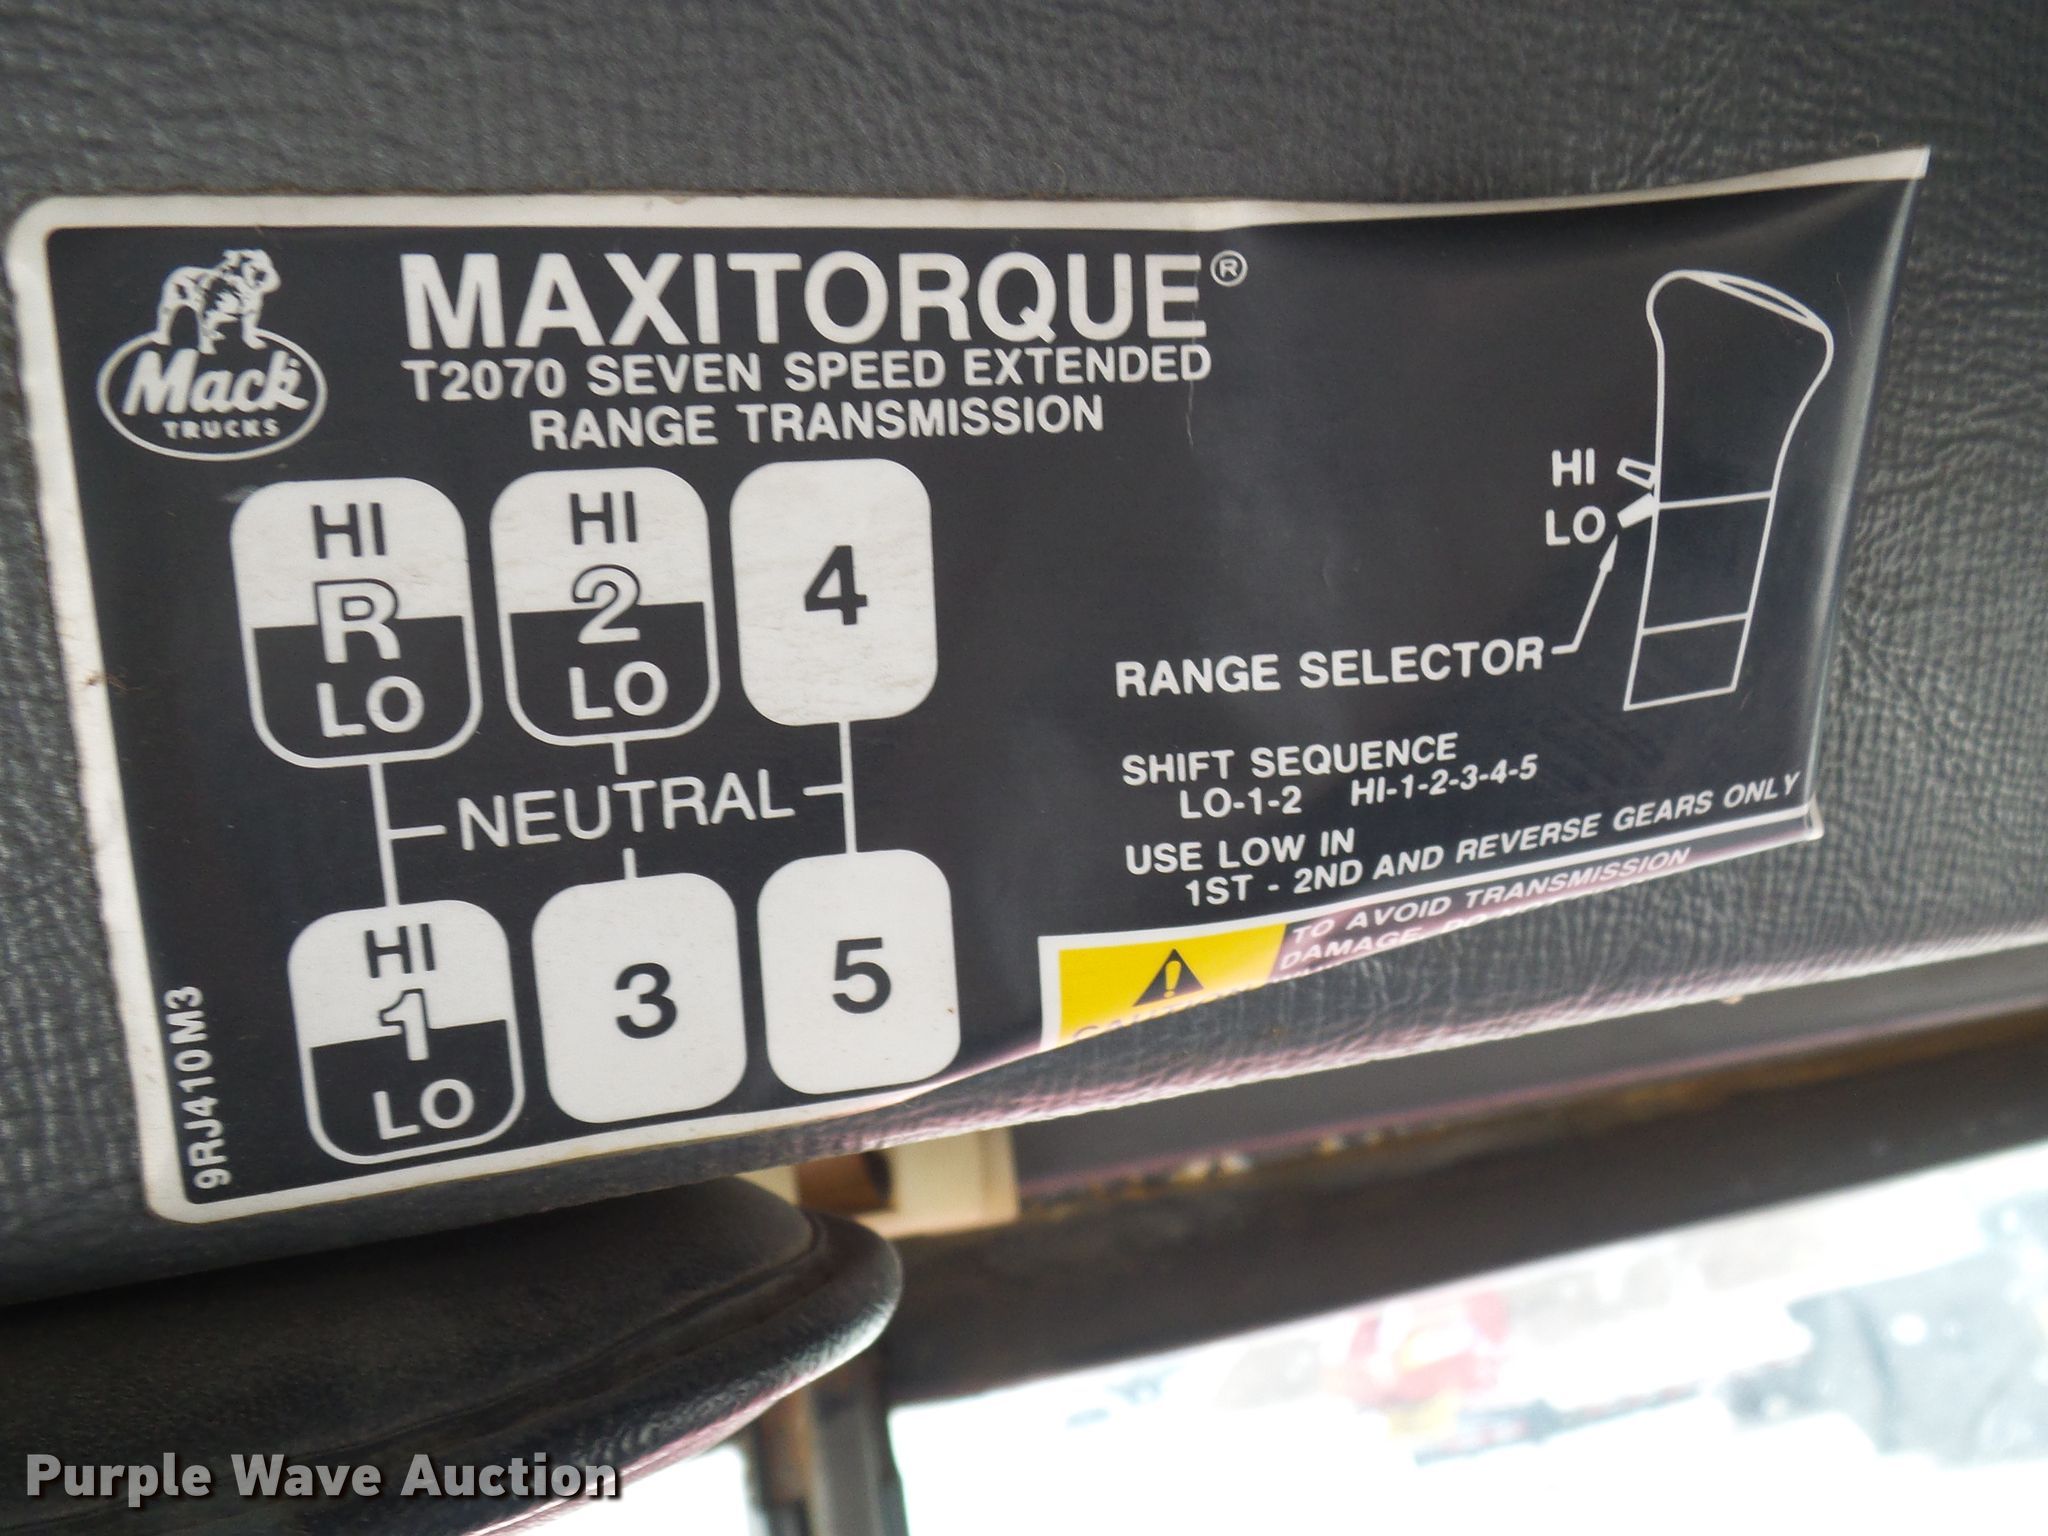 Mack
TRUCKS
MAXITORQUE®
T2070 SEVEN SPEED EXTENDED
RANGE TRANSMISSION
HI
R
LO
HI
2
LO
4
NEUTRAL
HI
1
LO
3
5
HI
LO
RANGE SELECTOR
SHIFT SEQUENCE
LO-1-2 HI-1-2-3-4-5
USE LOW IN
1ST - 2ND AND REVERSE GEARS ONLY
TO AVOID TRANSMISSION
DAMAGE
CAUTION
9RJ410M3
Purple Wave Auction